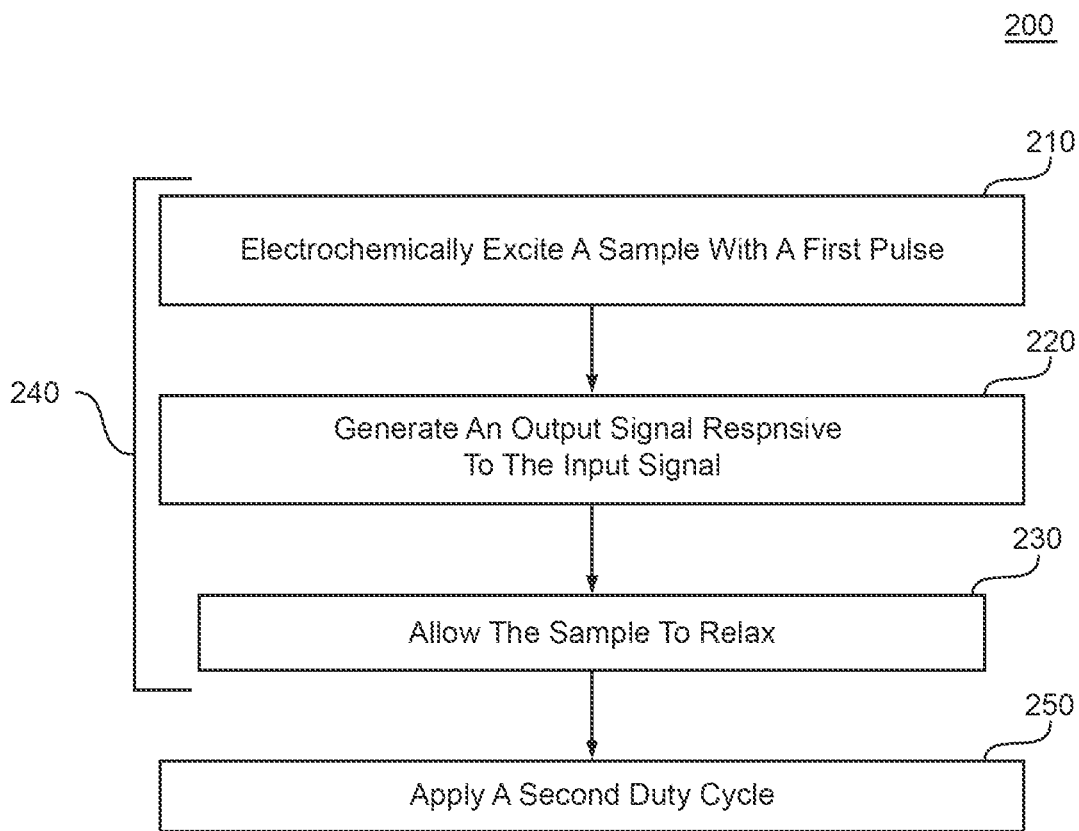 200
210
Electrochemically Excite A Sample With A First Pulse
220
240
Generate An Output Signal Respnsive
To The Input Signal
230
Allow The Sample To Relax
250
Apply A Second Duty Cycle